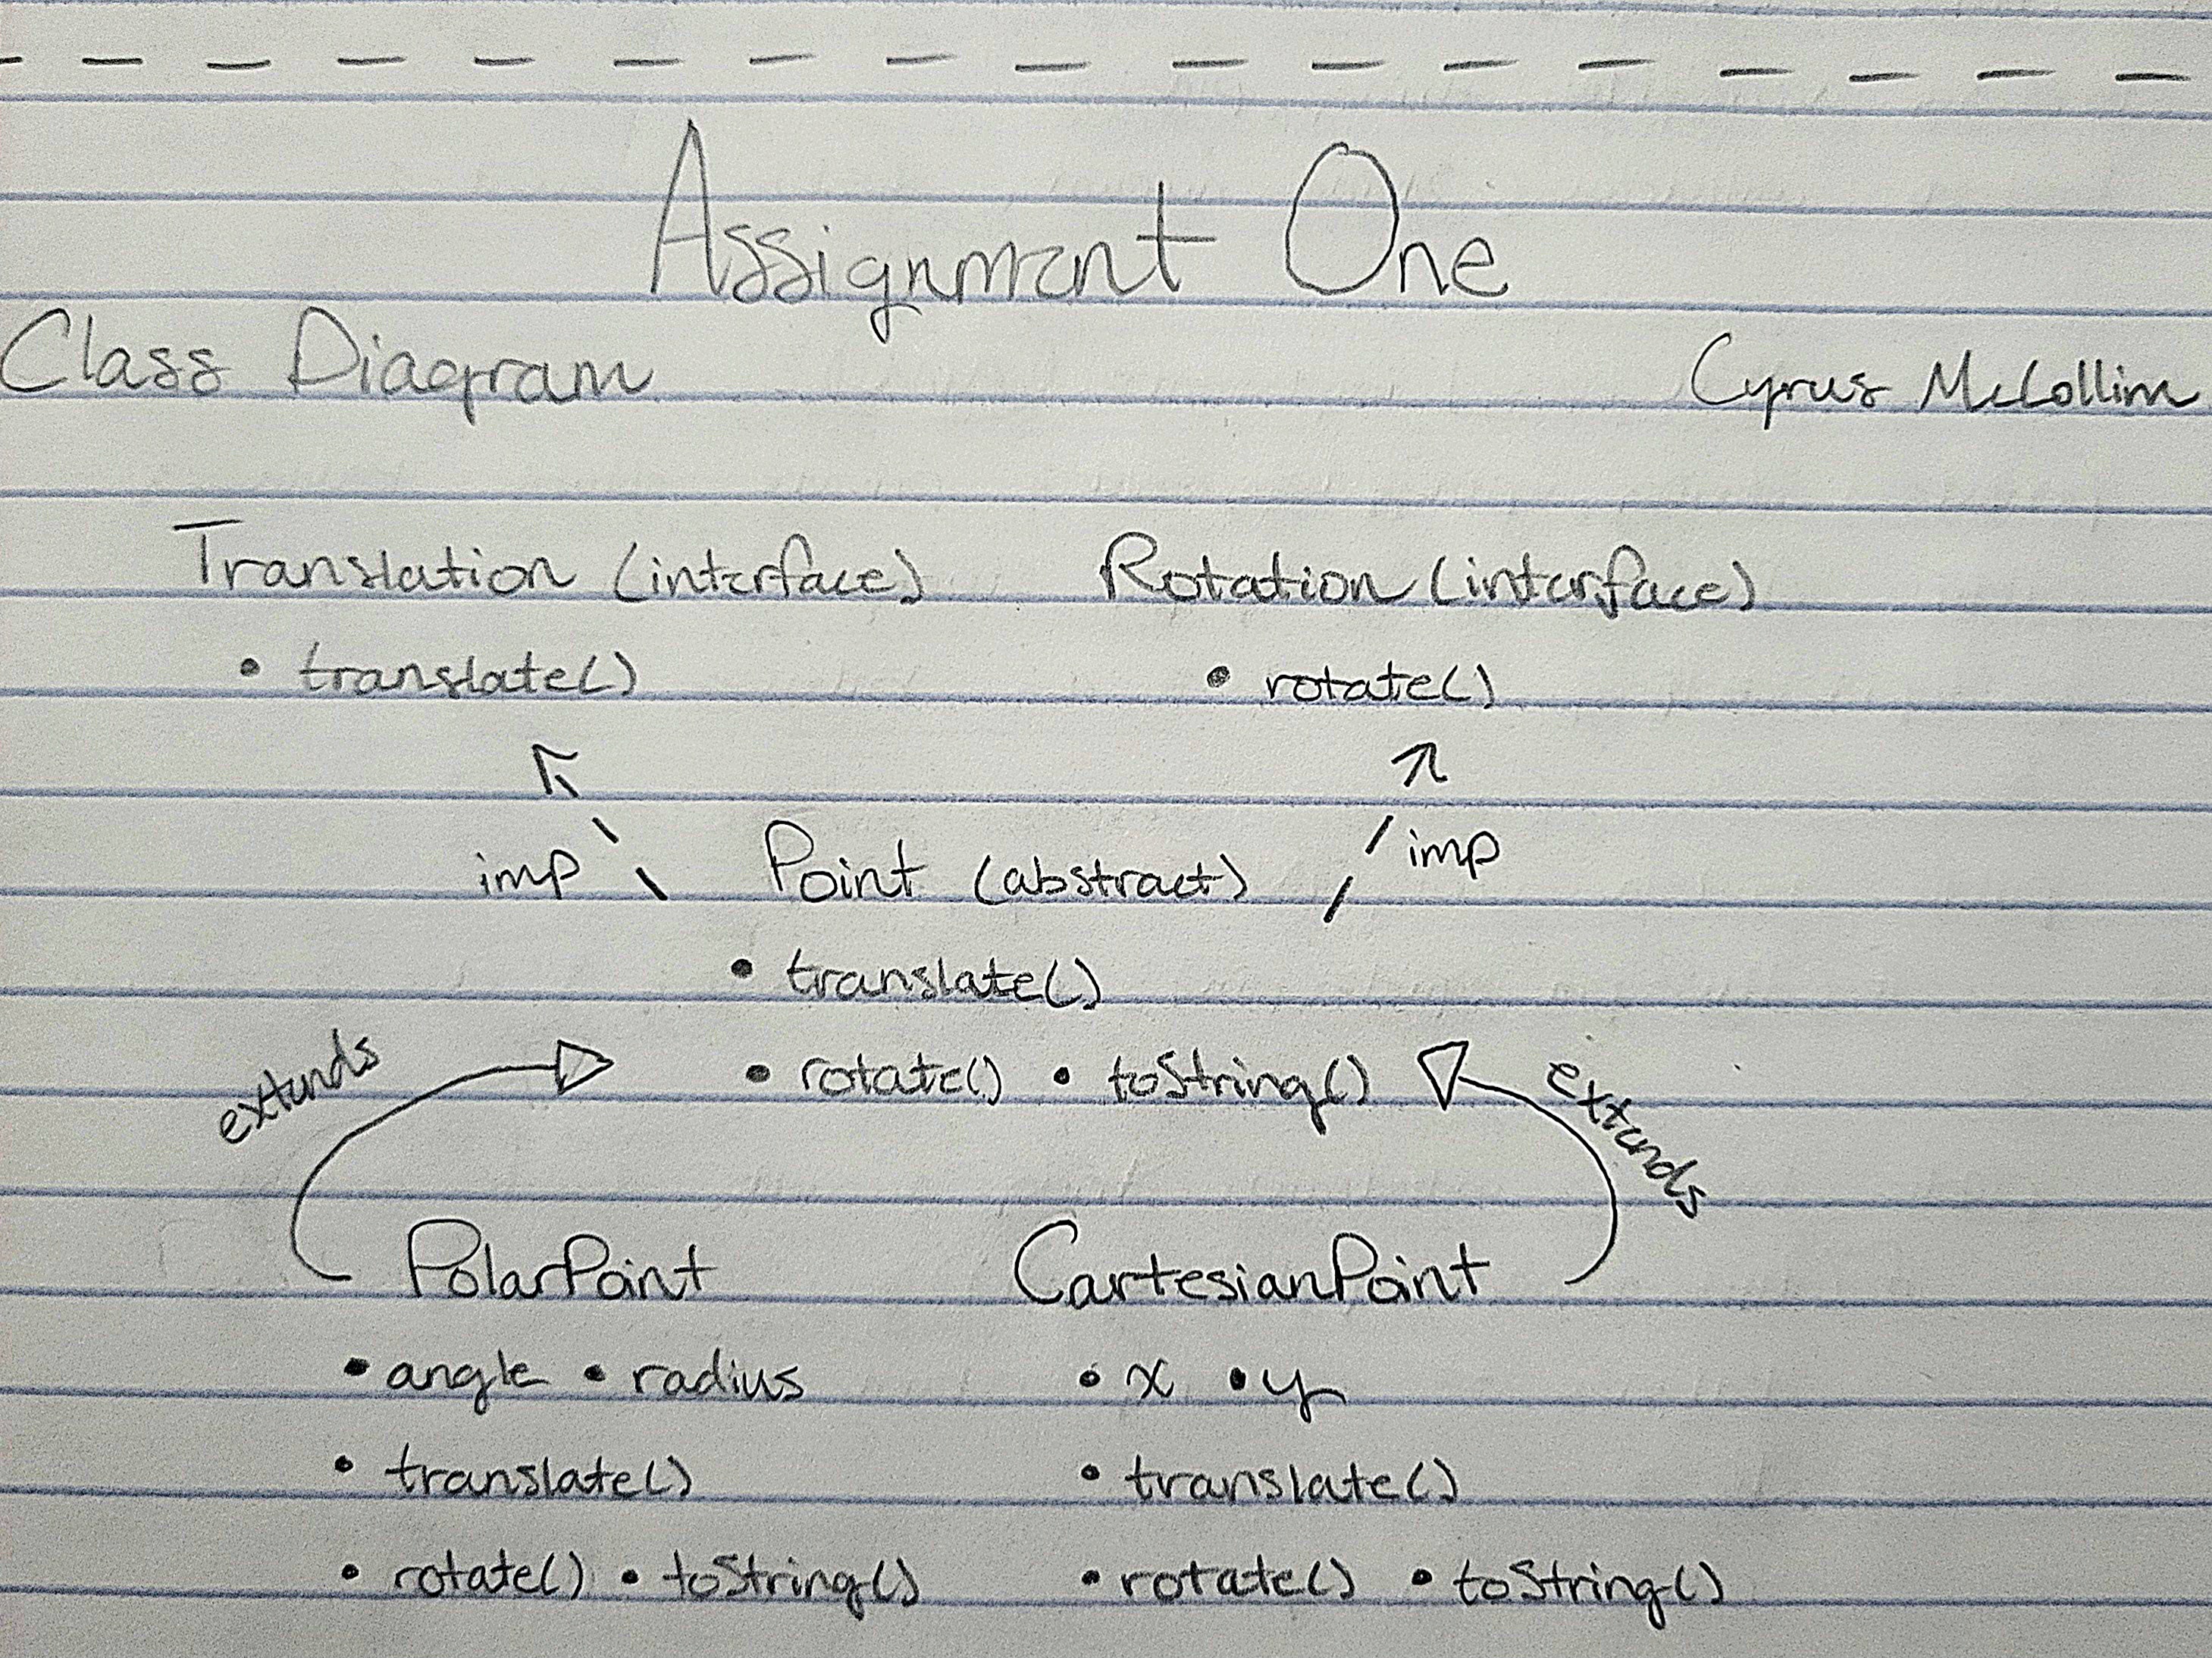 Assignment One
Class Diagram Cyrus McCollim
Translation (interface) Rotation (interface)
• translate() • rotate()
imp Point (abstract) imp
• translate()
extends • rotate() • toString() extends
PolarPoint CartesianPoint
• angle • radius • x • y
• translate() • translate()
• rotate() • toString() • rotate() • toString()